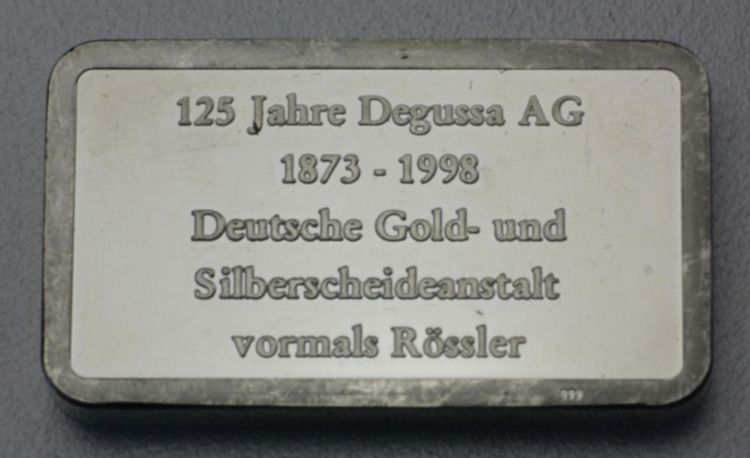 125 Jahre Degussa AG
1873 - 1998
Deutsche Gold- und
Silberscheideanstalt
vormals Rössler
999